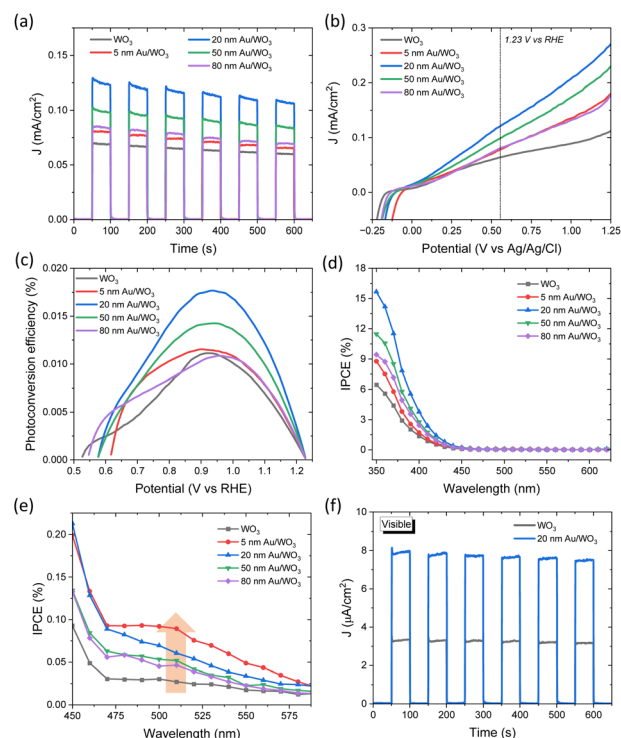 (a)
WO₃
5 nm Au/WO₃
20 nm Au/WO₃
50 nm Au/WO₃
80 nm Au/WO₃
J (mA/cm²)
0.15
0.10
0.05
0.00
0 100 200 300 400 500 600
Time (s)
(b)
WO₃
5 nm Au/WO₃
20 nm Au/WO₃
50 nm Au/WO₃
80 nm Au/WO₃
1.23 V vs RHE
J (mA/cm²)
0.3
0.2
0.1
0.0
−0.25 0.00 0.25 0.50 0.75 1.00 1.25
Potential (V vs Ag/Ag/Cl)
(c)
WO₃
5 nm Au/WO₃
20 nm Au/WO₃
50 nm Au/WO₃
80 nm Au/WO₃
Photoconversion efficiency (%)
0.020
0.015
0.010
0.005
0.000
0.5 0.6 0.7 0.8 0.9 1.0 1.1 1.2
Potential (V vs RHE)
(d)
WO₃
5 nm Au/WO₃
20 nm Au/WO₃
50 nm Au/WO₃
80 nm Au/WO₃
IPCE (%)
18
15
12
9
6
3
0
350 400 450 500 550 600
Wavelength (nm)
(e)
WO₃
5 nm Au/WO₃
20 nm Au/WO₃
50 nm Au/WO₃
80 nm Au/WO₃
IPCE (%)
0.20
0.15
0.10
0.05
0.00
450 475 500 525 550 575
Wavelength (nm)
(f)
Visible
WO₃
20 nm Au/WO₃
J (μA/cm²)
10
8
6
4
2
0
0 100 200 300 400 500 600
Time (s)